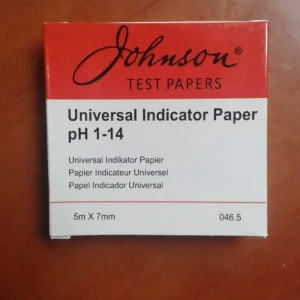 Johnson®
TEST PAPERS
Universal Indicator Paper
pH 1-14
Universal Indikator Papier
Papier Indicateur Universel
Papel Indicador Universal
5m X 7mm 046.5